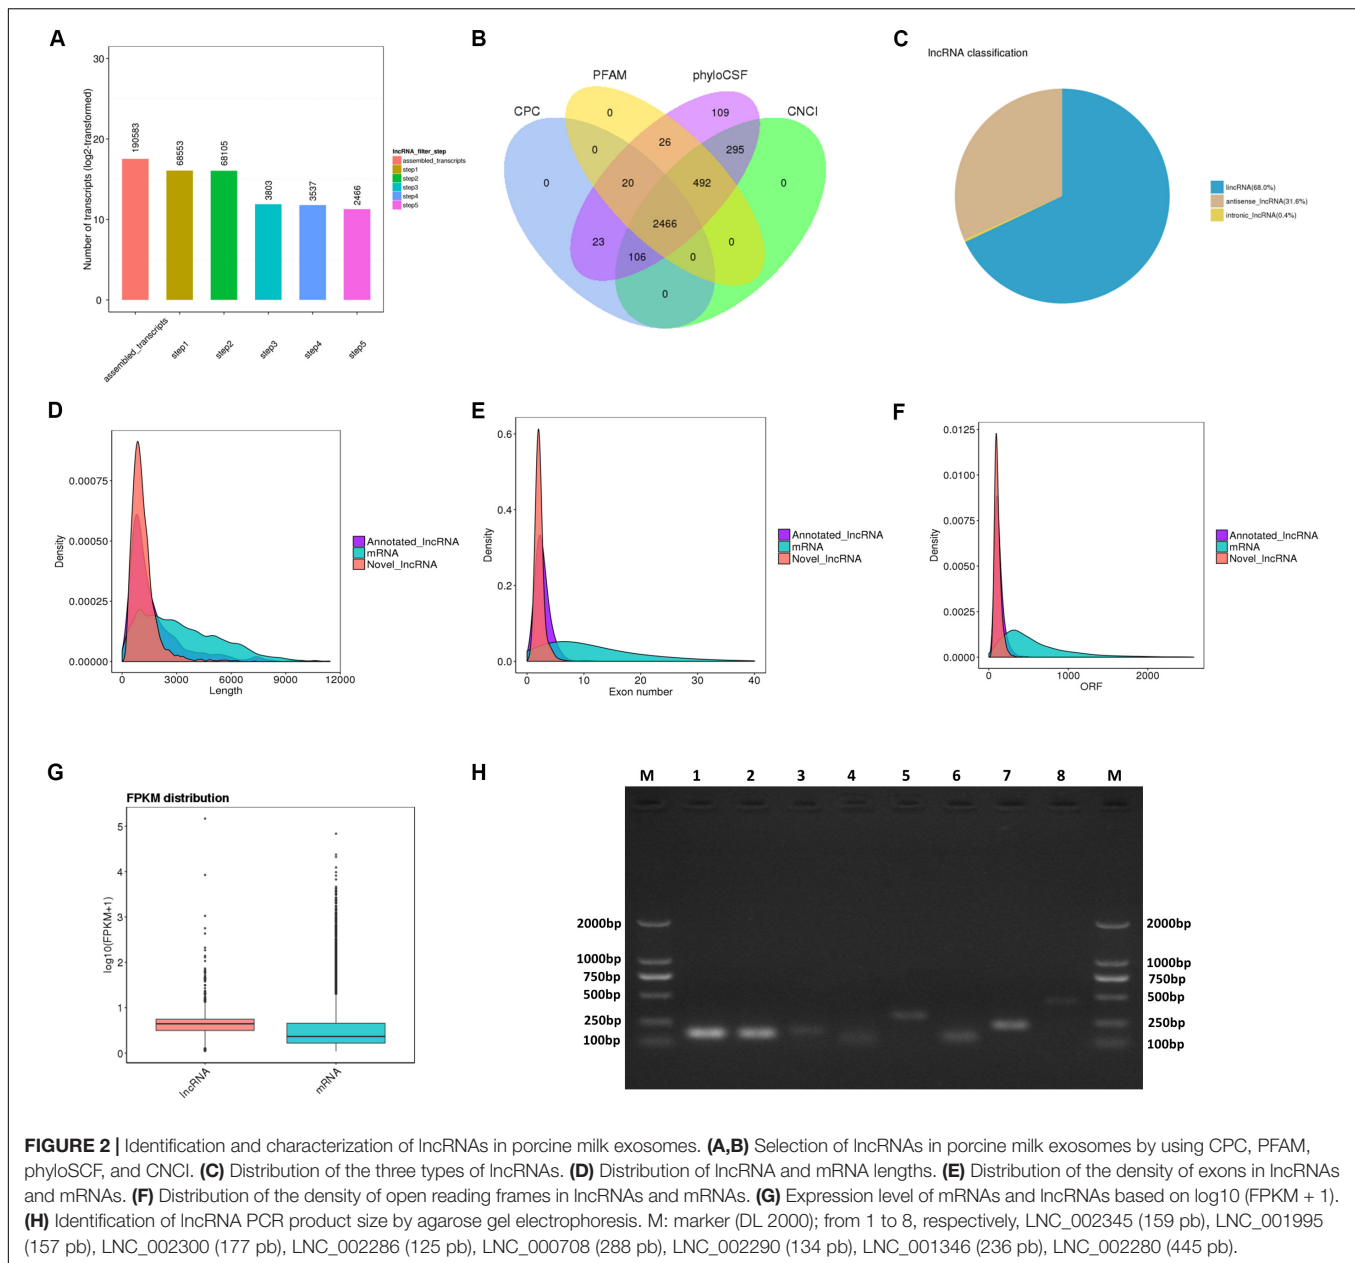 A
30
20
10
0
Number of transcripts (log2-transformed)
190583
68553
68105
3803
3537
2466
assembled_transcripts
step1
step2
step3
step4
step5
lncRNA_filter_step
assembled_transcripts
step1
step2
step3
step4
step5
B
CPC
PFAM
phyloCSF
CNCI
0
109
0
26
295
0
20
492
0
2466
23
0
106
0
0
C
lncRNA classification
lincRNA(68.0%)
antisense_lncRNA(31.6%)
intronic_lncRNA(0.4%)
D
0.00075
0.00050
0.00025
0.00000
Density
0 3000 6000 9000 12000
Length
Annotated_lncRNA
mRNA
Novel_lncRNA
E
0.6
0.4
0.2
0.0
Density
0 10 20 30 40
Exon number
Annotated_lncRNA
mRNA
Novel_lncRNA
F
0.0125
0.0100
0.0075
0.0050
0.0025
0.0000
Density
0 1000 2000
ORF
Annotated_lncRNA
mRNA
Novel_lncRNA
G
FPKM distribution
5
4
3
2
1
0
log10(FPKM+1)
lncRNA
mRNA
H
M 1 2 3 4 5 6 7 8 M
2000bp 2000bp
1000bp 1000bp
750bp 750bp
500bp 500bp
250bp 250bp
100bp 100bp
FIGURE 2 | Identification and characterization of lncRNAs in porcine milk exosomes. (A,B) Selection of lncRNAs in porcine milk exosomes by using CPC, PFAM,
phyloSCF, and CNCI. (C) Distribution of the three types of lncRNAs. (D) Distribution of lncRNA and mRNA lengths. (E) Distribution of the density of exons in lncRNAs
and mRNAs. (F) Distribution of the density of open reading frames in lncRNAs and mRNAs. (G) Expression level of mRNAs and lncRNAs based on log10 (FPKM + 1).
(H) Identification of lncRNA PCR product size by agarose gel electrophoresis. M: marker (DL 2000); from 1 to 8, respectively, LNC_002345 (159 pb), LNC_001995
(157 pb), LNC_002300 (177 pb), LNC_002286 (125 pb), LNC_000708 (288 pb), LNC_002290 (134 pb), LNC_001346 (236 pb), LNC_002280 (445 pb).